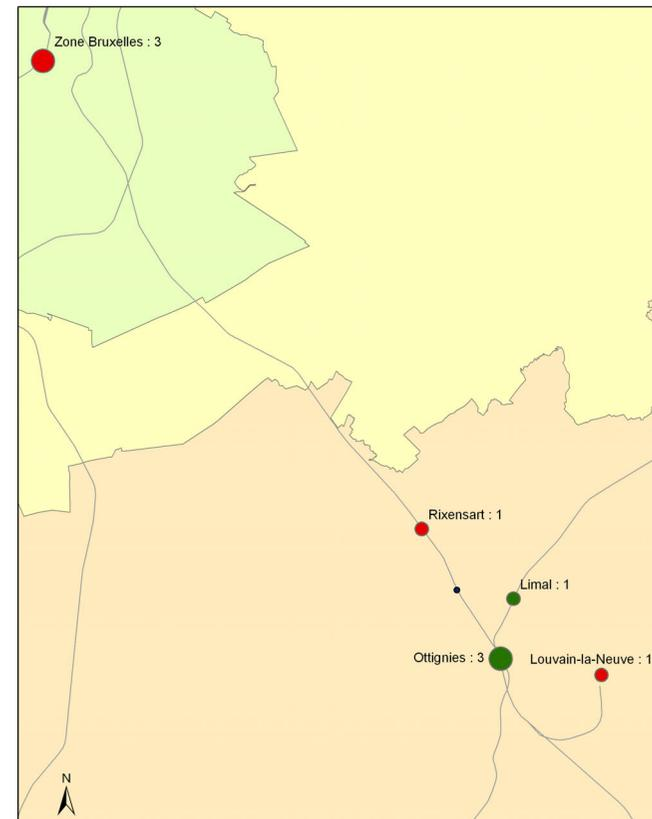 Zone Bruxelles : 3
Rixensart : 1
Limal : 1
Ottignies : 3
Louvain-la-Neuve : 1
N